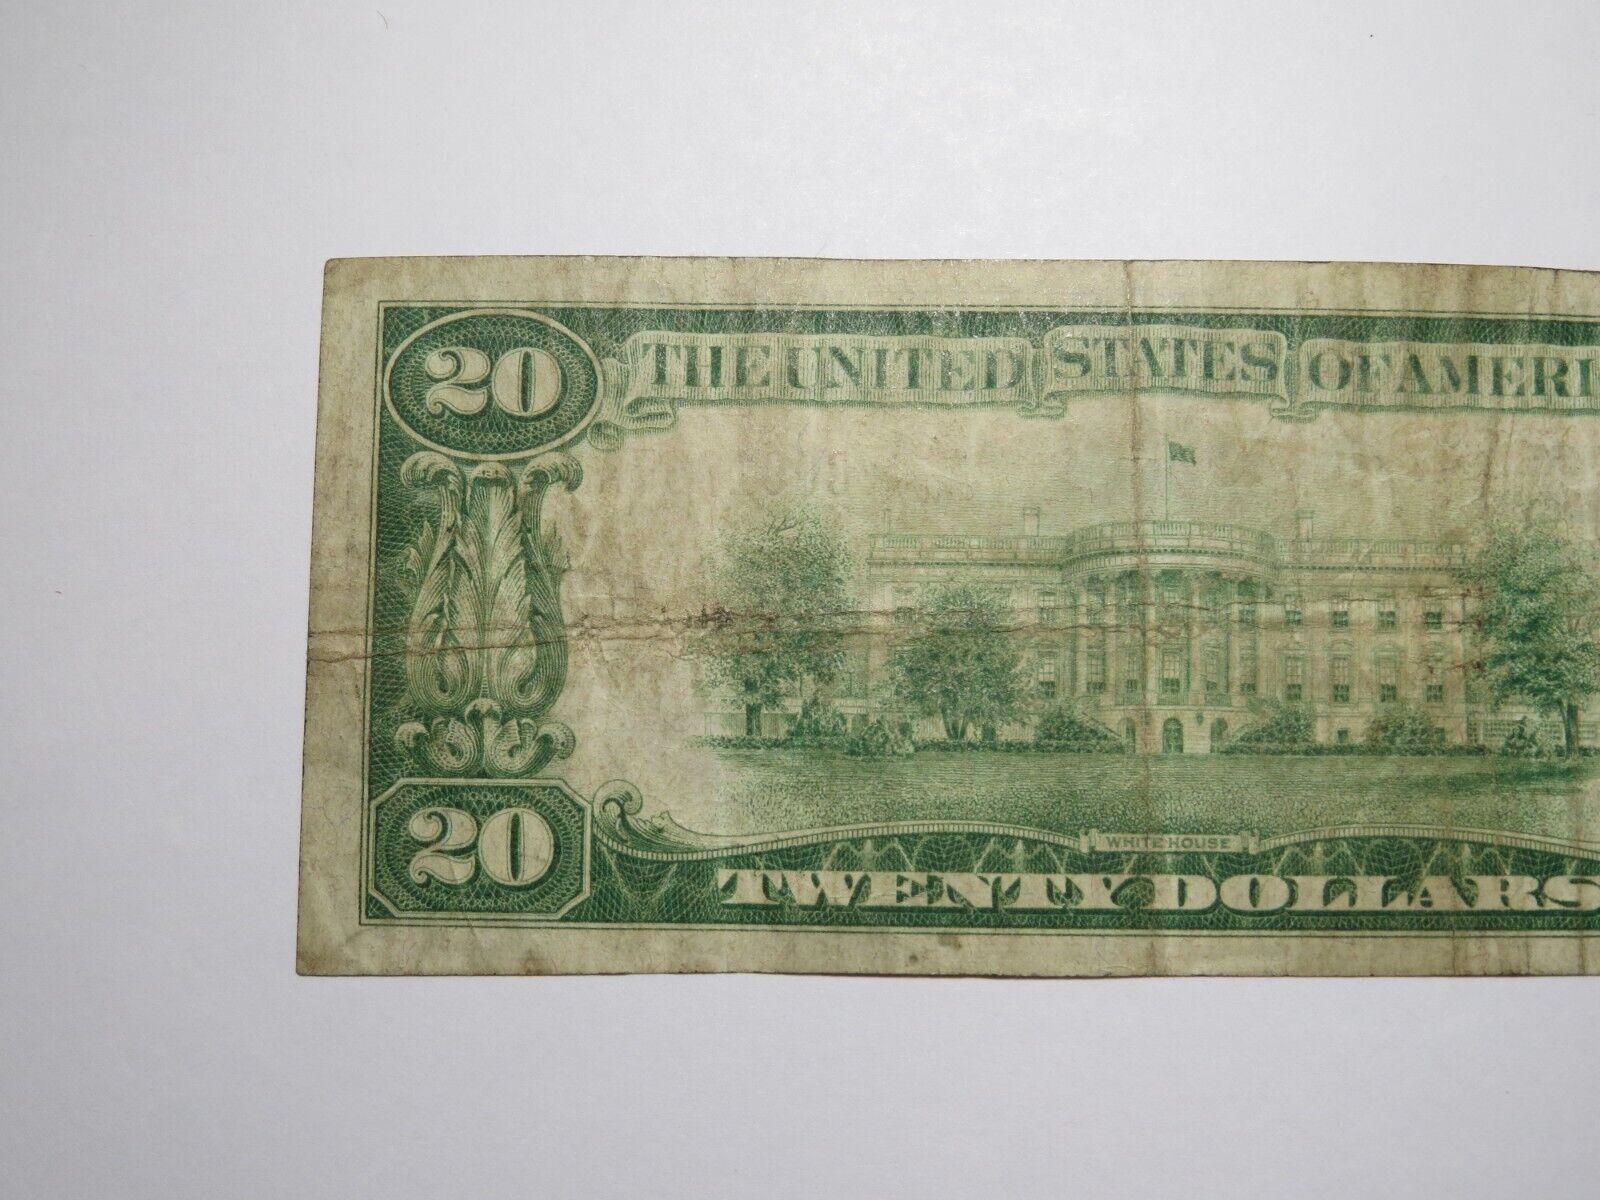 20 THE UNITED STATES OF AMERI
WHITE HOUSE
20 TWENTY DOLLARS